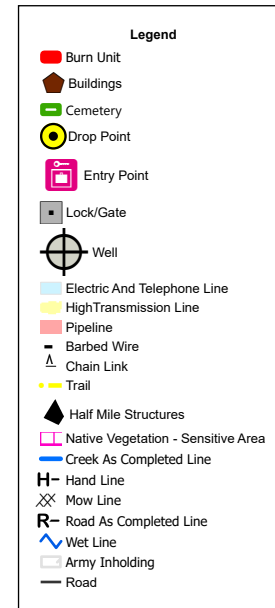 Legend
Burn Unit
Buildings
Cemetery
Drop Point
Entry Point
Lock/Gate
Well
Electric And Telephone Line
HighTransmission Line
Pipeline
Barbed Wire
Chain Link
Trail
Half Mile Structures
Native Vegetation - Sensitive Area
Creek As Completed Line
H- Hand Line
Mow Line
R- Road As Completed Line
Wet Line
Army Inholding
Road